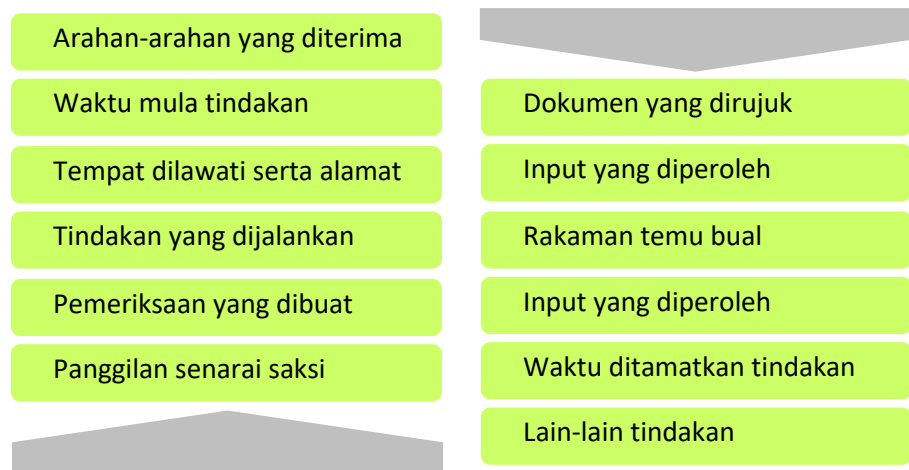 Arahan-arahan yang diterima
Waktu mula tindakan
Tempat dilawati serta alamat
Tindakan yang dijalankan
Pemeriksaan yang dibuat
Panggilan senarai saksi
Dokumen yang dirujuk
Input yang diperoleh
Rakaman temu bual
Input yang diperoleh
Waktu ditamatkan tindakan
Lain-lain tindakan